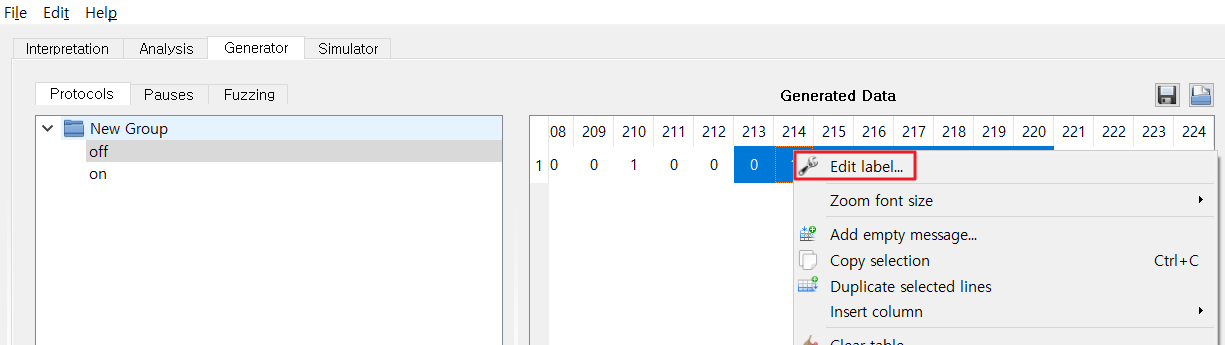 File Edit Help
Interpretation Analysis Generator Simulator
Protocols Pauses Fuzzing
Generated Data
New Group
off
on
08 209 210 211 212 213 214 215 216 217 218 219 220 221 222 223 224
1 0 0 1 0 0 0
Edit label...
Zoom font size
Add empty message...
Copy selection Ctrl+C
Duplicate selected lines
Insert column
Clear table